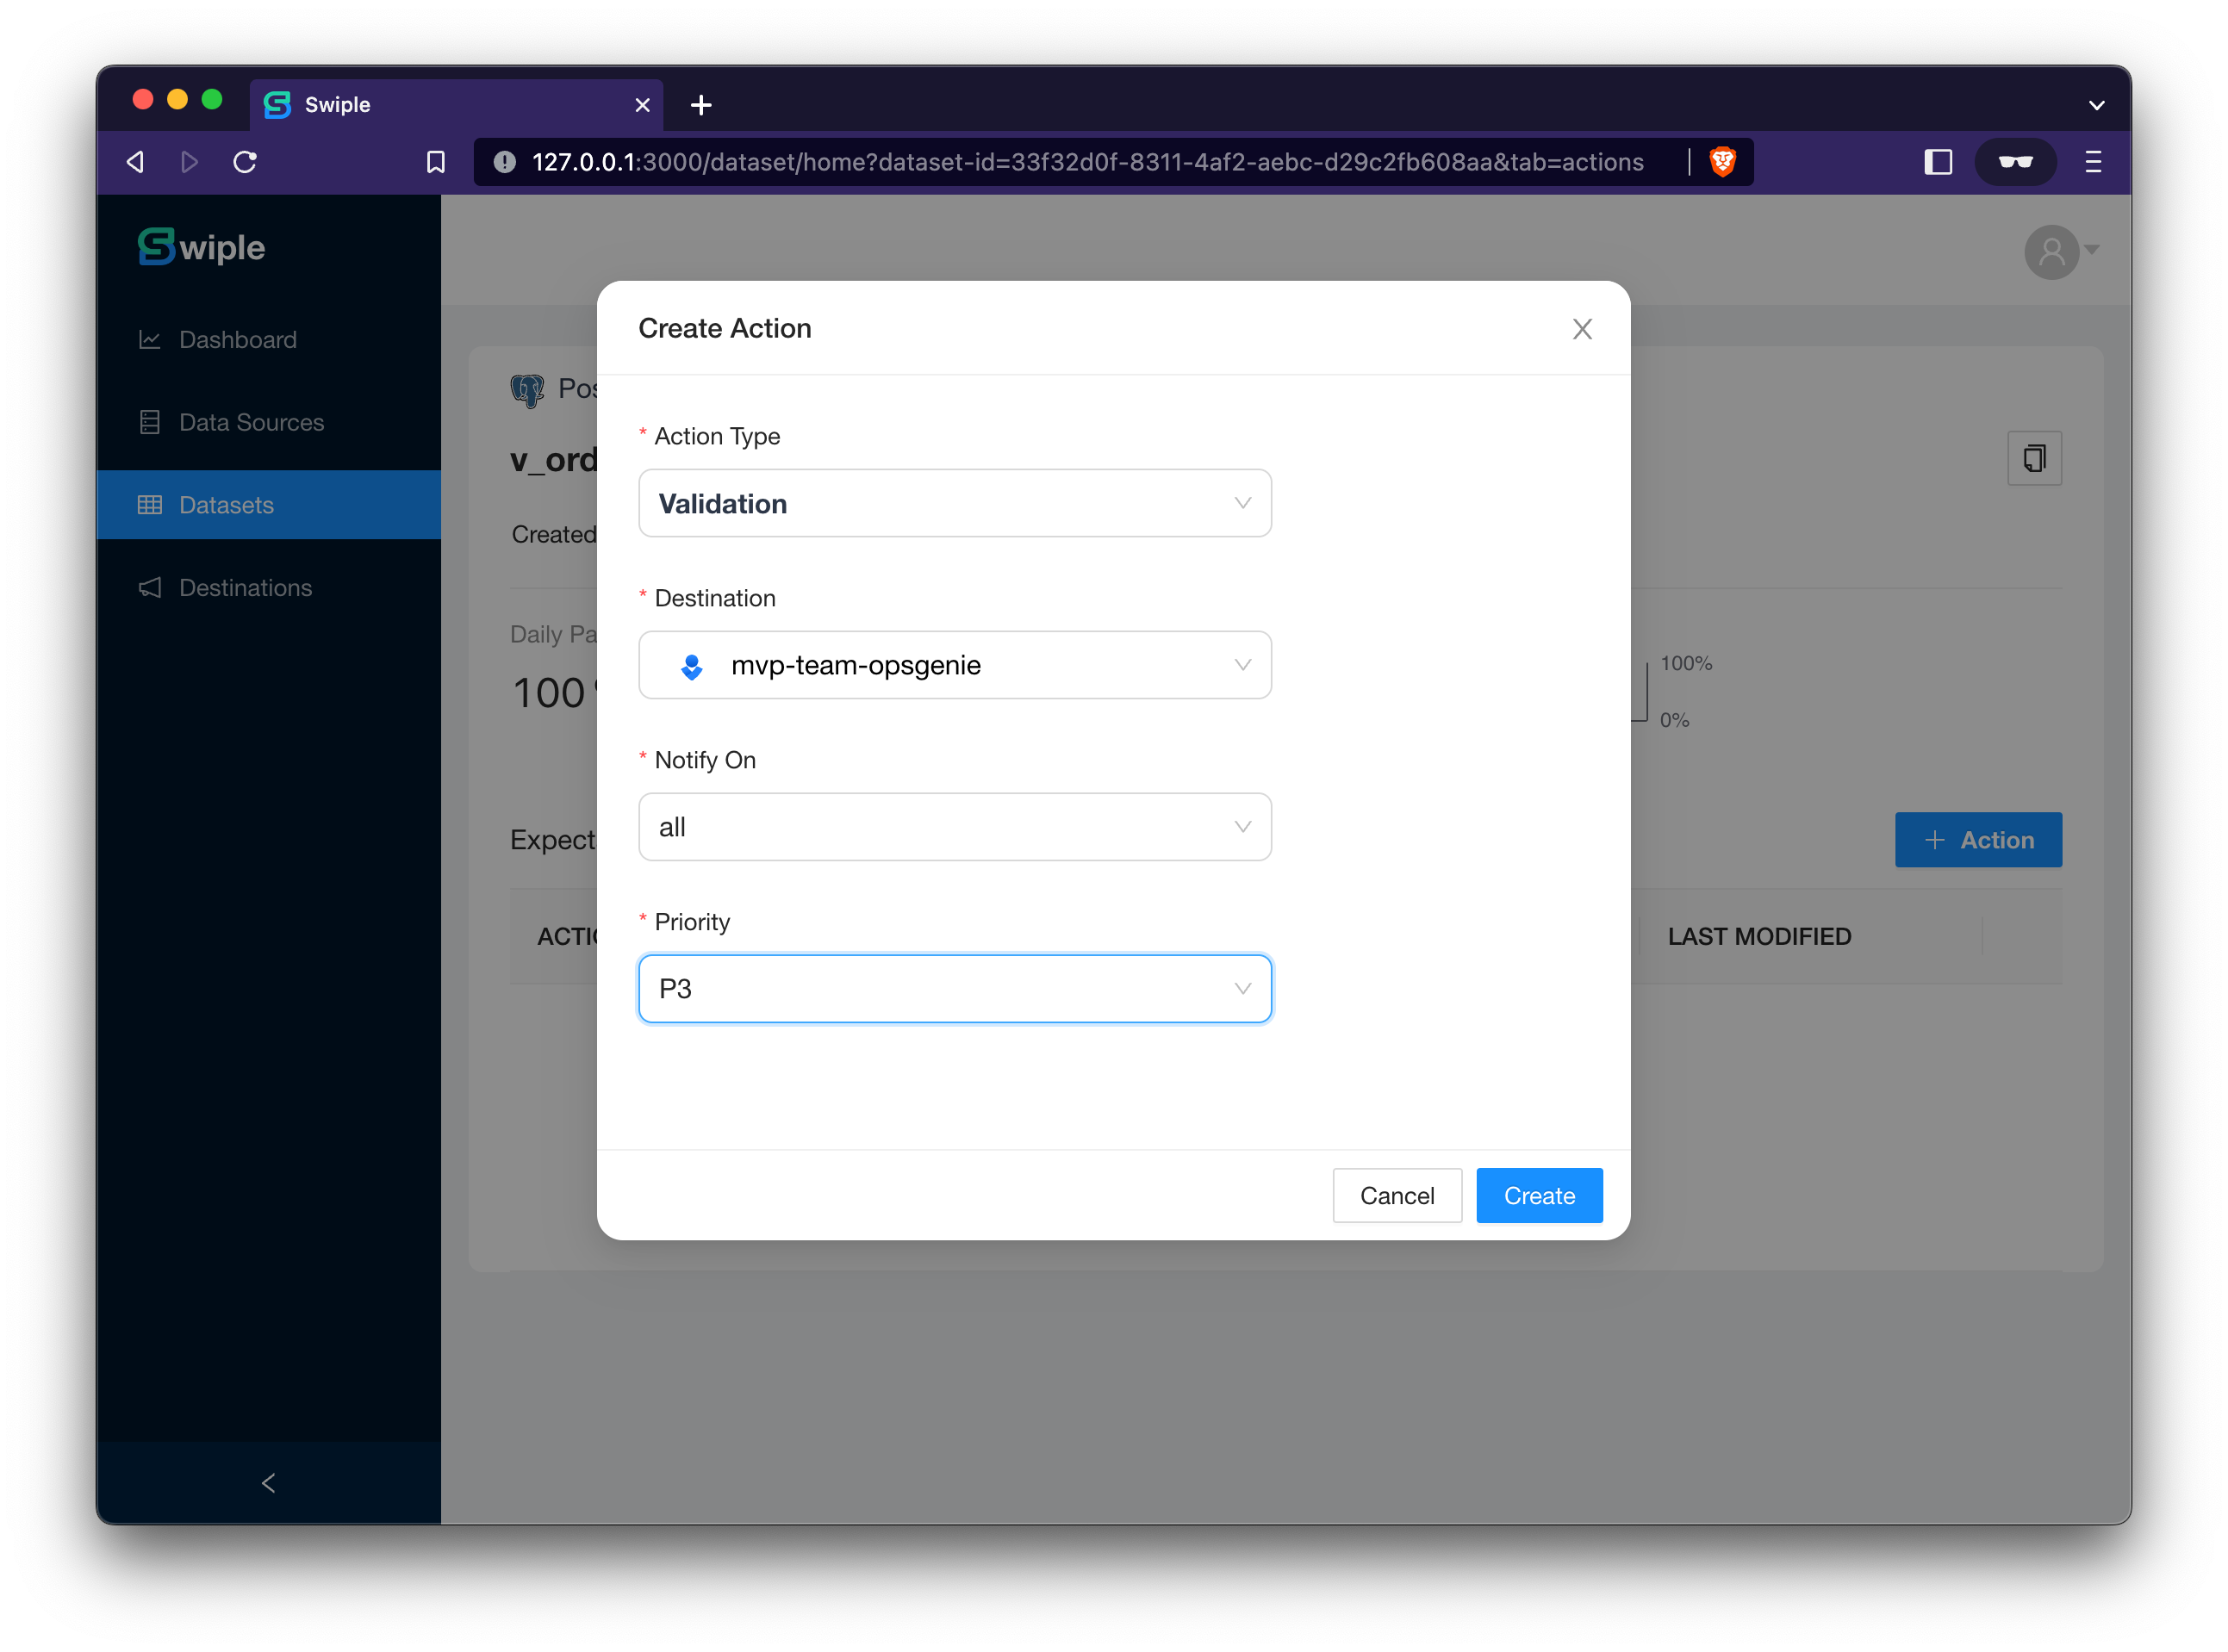 Swiple
127.0.0.1:3000/dataset/home?dataset-id=33f32d0f-8311-4af2-aebc-d29c2fb608aa&tab=actions
Swiple
Dashboard
Data Sources
Datasets
Destinations
Pos
v_ord
Created
Daily Pa
100
100%
0%
Expect
+ Action
ACTIO
LAST MODIFIED
Create Action
* Action Type
Validation
* Destination
mvp-team-opsgenie
* Notify On
all
* Priority
P3
Cancel
Create